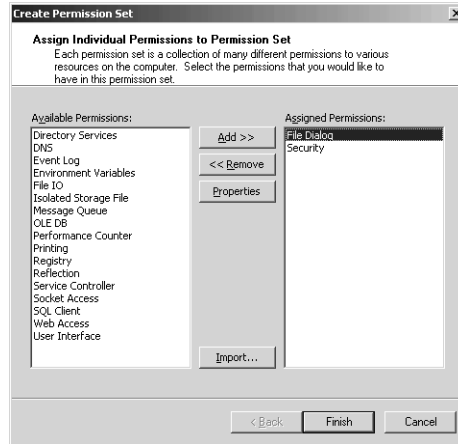 Create Permission Set
Assign Individual Permissions to Permission Set
Each permission set is a collection of many different permissions to various
resources on the computer. Select the permissions that you would like to
have in this permission set.
Available Permissions:
Directory Services
DNS
Event Log
Environment Variables
File IO
Isolated Storage File
Message Queue
OLE DB
Performance Counter
Printing
Registry
Reflection
Service Controller
Socket Access
SQL Client
Web Access
User Interface
Add >>
<< Remove
Properties
Import...
Assigned Permissions:
File Dialog
Security
< Back
Finish
Cancel